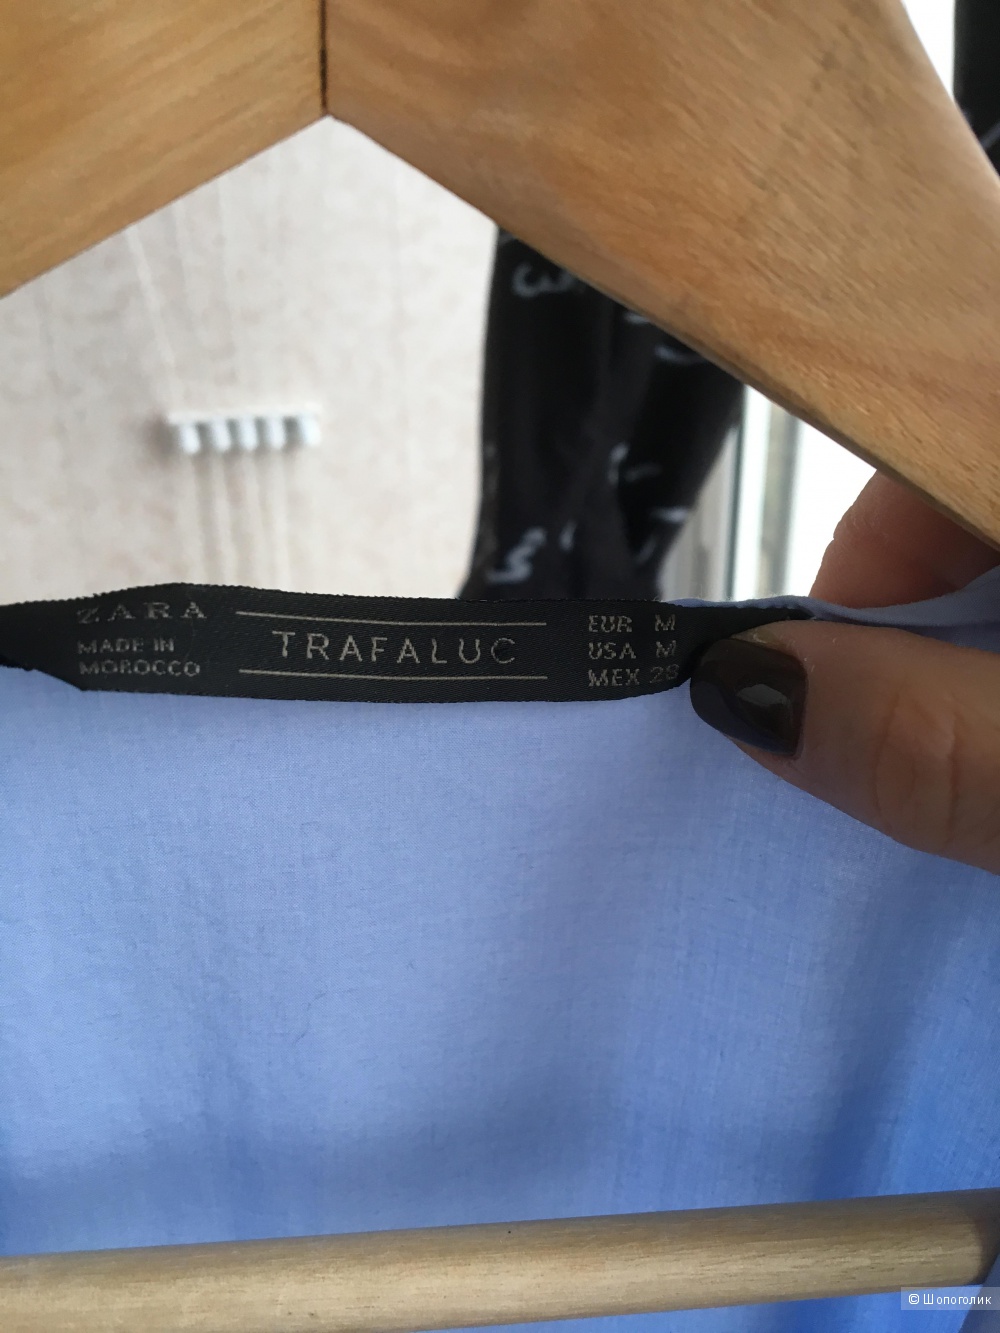 ZARA
MADE IN
MOROCCO
TRAFALUC
EUR M
USA M
MEX 28
© Шопоголик